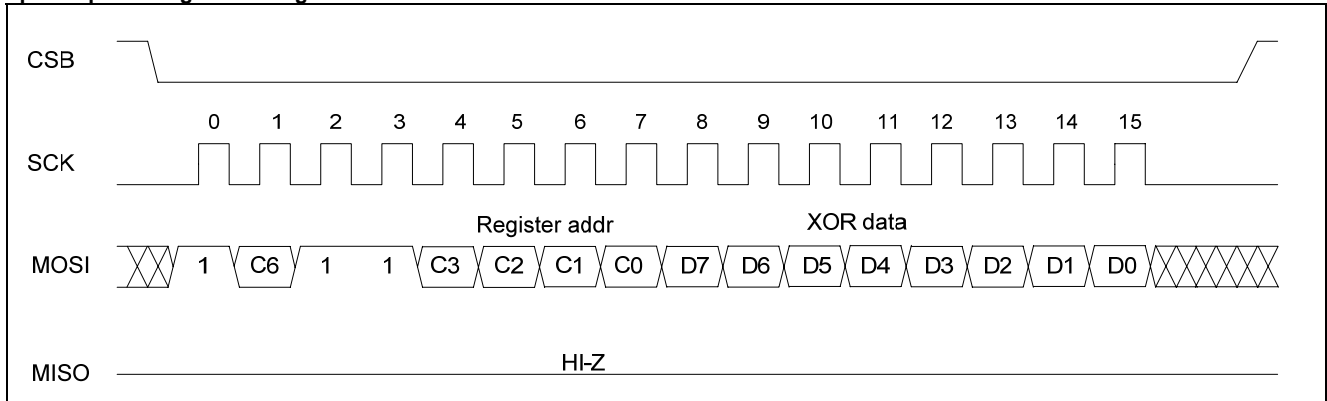 CSB
0 1 2 3 4 5 6 7 8 9 10 11 12 13 14 15
SCK
Register addr XOR data
MOSI 1 C6 1 1 C3 C2 C1 C0 D7 D6 D5 D4 D3 D2 D1 D0
HI-Z
MISO